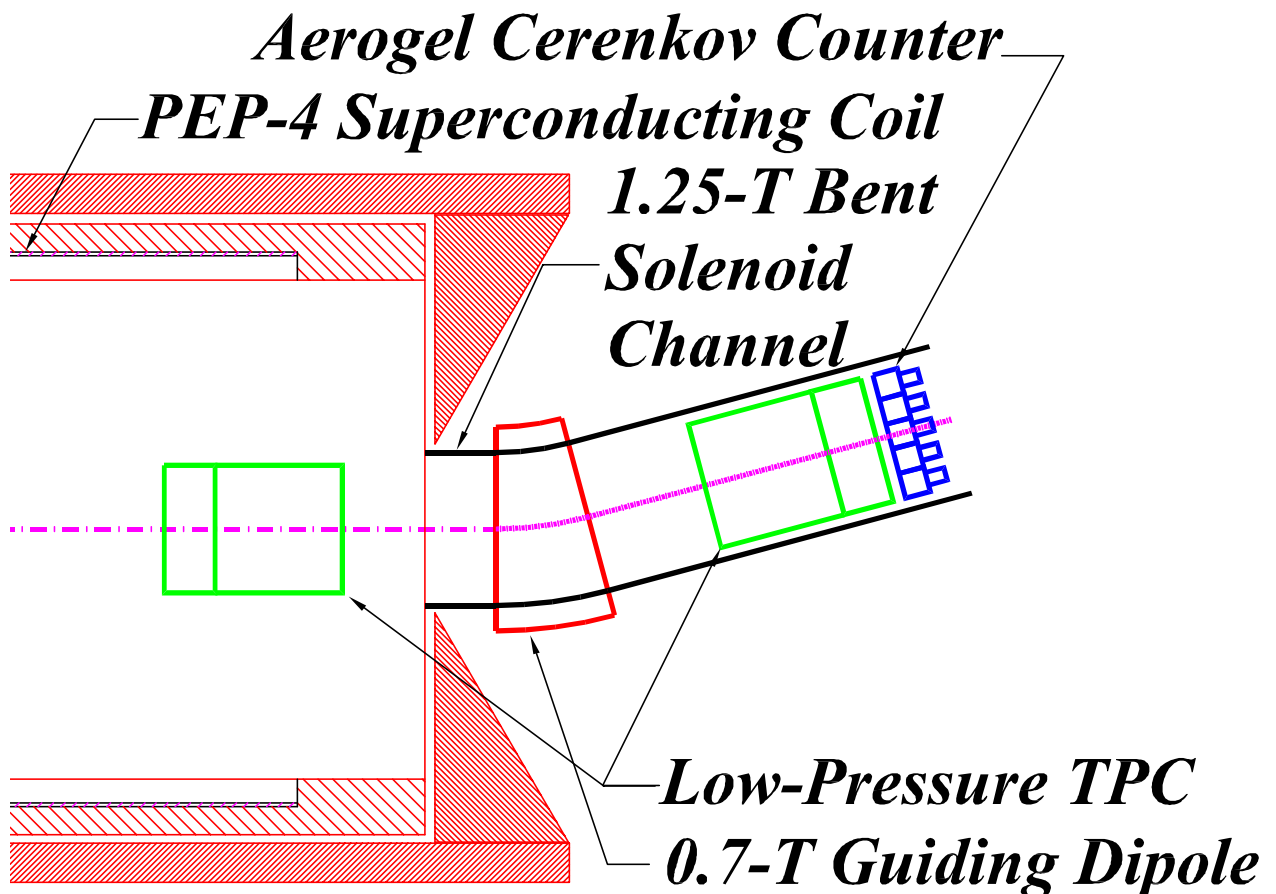 Aerogel Cerenkov Counter
PEP-4 Superconducting Coil
1.25-T Bent
Solenoid
Channel
Low-Pressure TPC
0.7-T Guiding Dipole